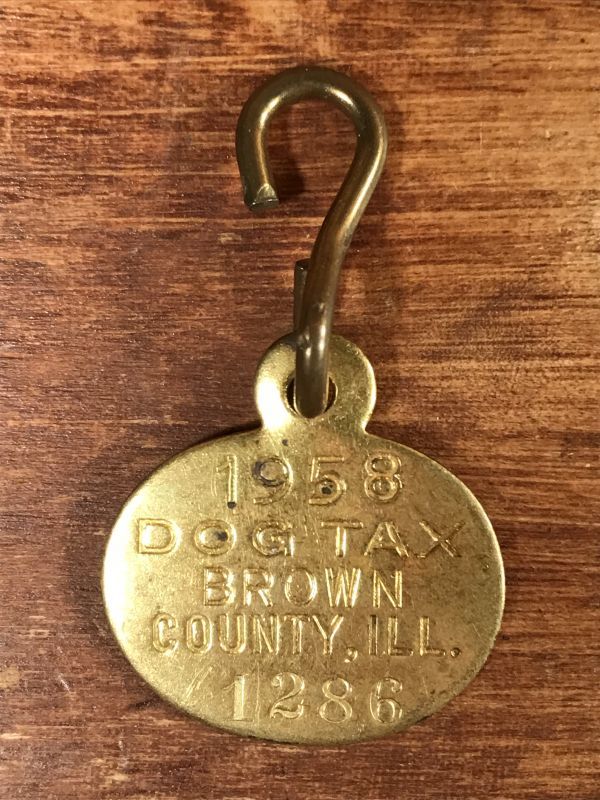 1958
DOG TAX
BROWN
COUNTY, ILL.
1286